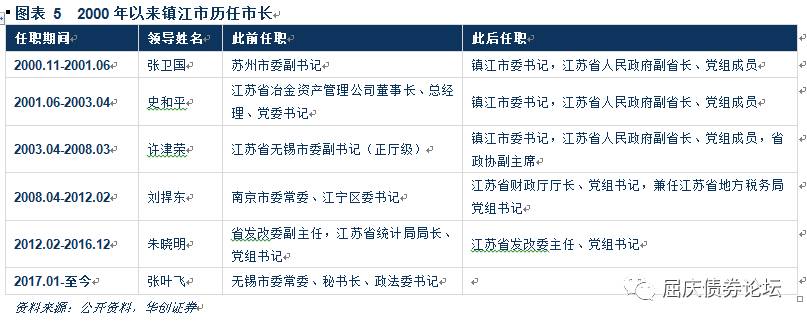 图表 5 2000 年以来镇江市历任市长
任职期间 领导姓名 此前任职 此后任职
2000.11-2001.06 张卫国 苏州市委副书记 镇江市委书记，江苏省人民政府副省长、党组成员
2001.06-2003.04 史和平 江苏省冶金资产管理公司董事长、总经
理、党委书记 镇江市委书记，江苏省人民政府副省长、党组成员
2003.04-2008.03 许津荣 江苏省无锡市委副书记（正厅级） 镇江市委书记，江苏省人民政府副省长、党组成员，省
政协副主席
2008.04-2012.02 刘捍东 南京市委常委、江宁区委书记 江苏省财政厅厅长、党组书记，兼任江苏省地方税务局
党组书记
2012.02-2016.12 朱晓明 省发改委副主任，江苏省统计局局长、
党组书记 江苏省发改委主任、党组书记
2017.01-至今 张叶飞 无锡市委常委、秘书长、政法委书记
资料来源：公开资料，华创证券
屈庆债券论坛